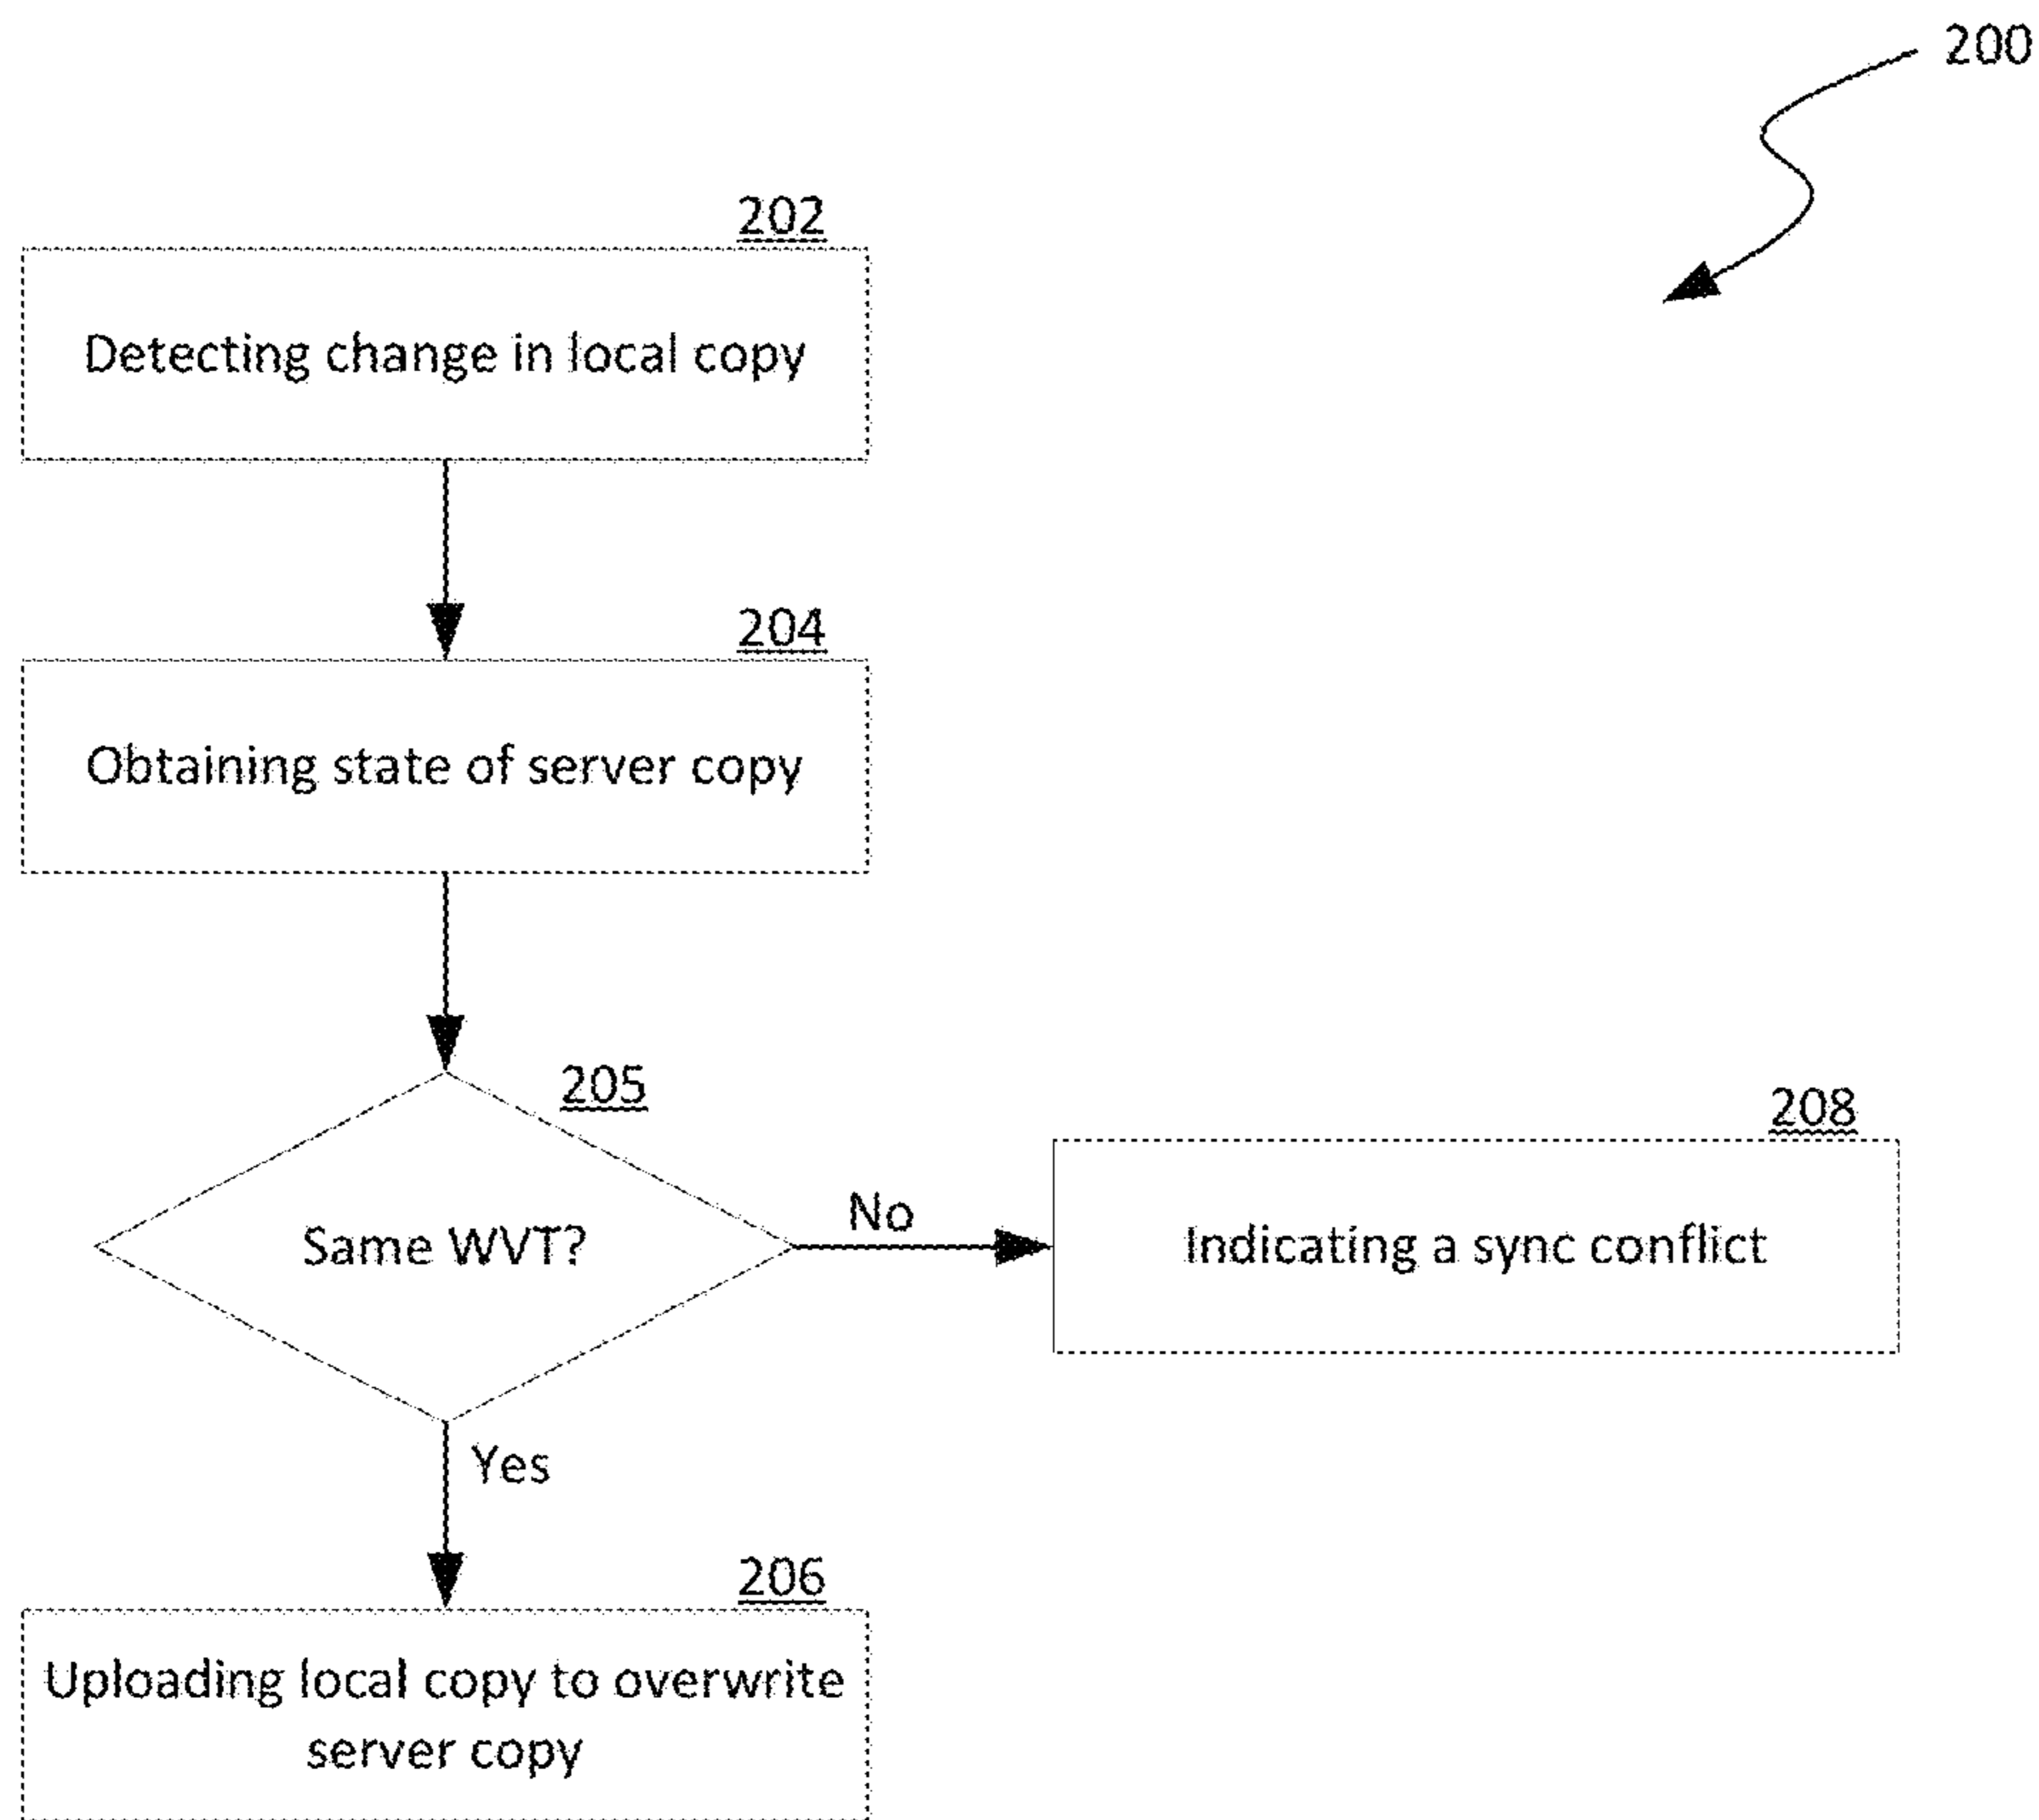 200
202
Detecting change in local copy
204
Obtaining state of server copy
205
Same WVT?
No
208
Indicating a sync conflict
Yes
206
Uploading local copy to overwrite
server copy